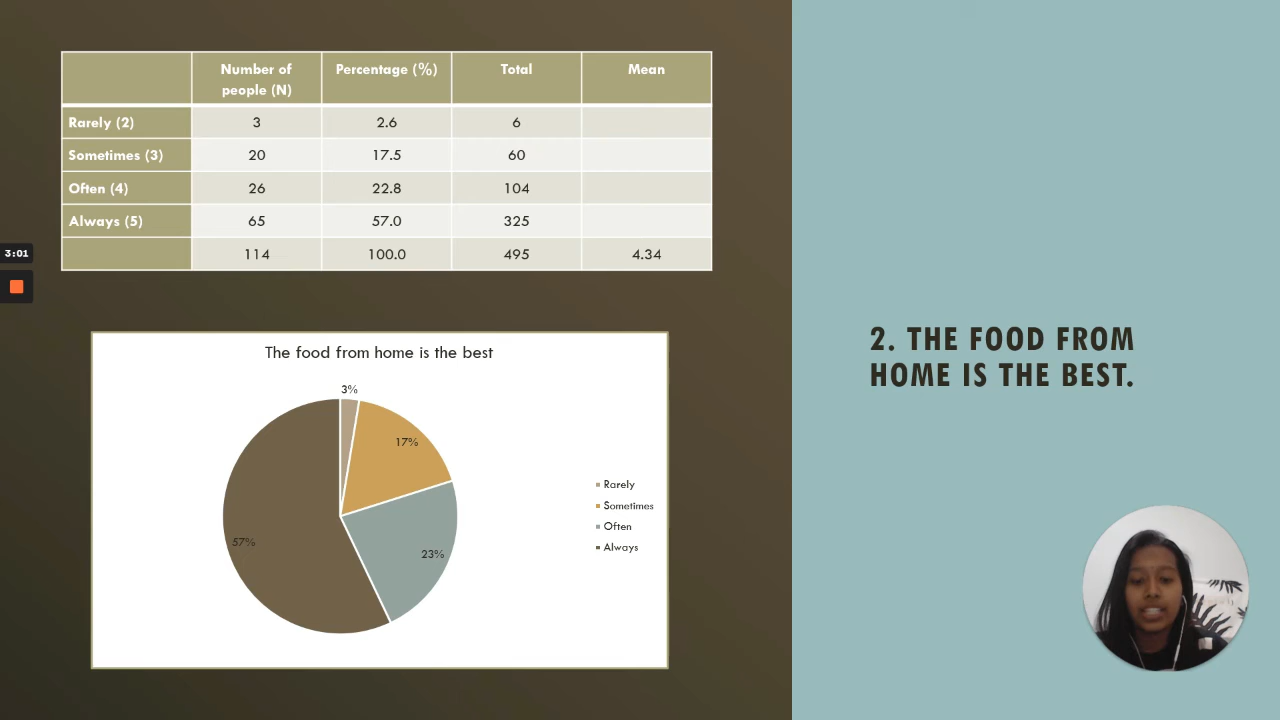 Number of people (N) Percentage (%) Total Mean
Rarely (2) 3 2.6 6
Sometimes (3) 20 17.5 60
Often (4) 26 22.8 104
Always (5) 65 57.0 325
114 100.0 495 4.34
3:01
The food from home is the best
3%
17%
57%
23%
Rarely
Sometimes
Often
Always
2. THE FOOD FROM
HOME IS THE BEST.